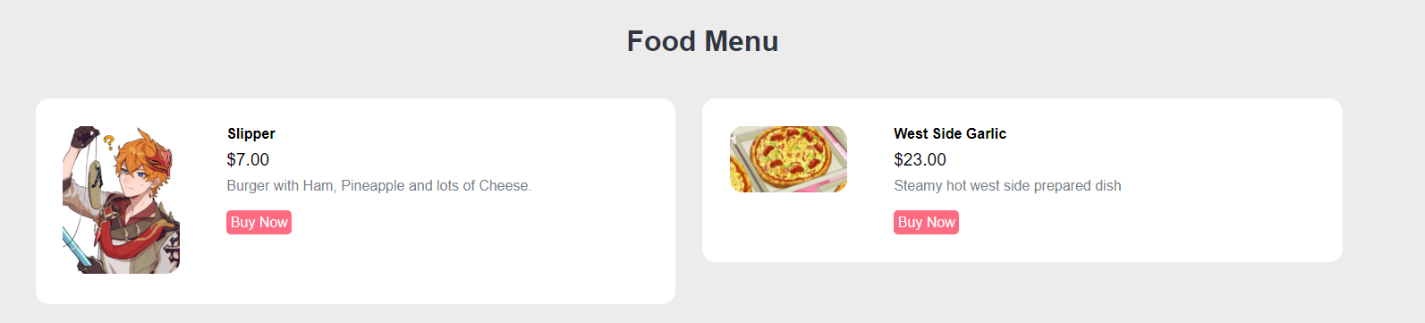 Food Menu
Slipper
$7.00
Burger with Ham, Pineapple and lots of Cheese.
Buy Now
West Side Garlic
$23.00
Steamy hot west side prepared dish
Buy Now
?